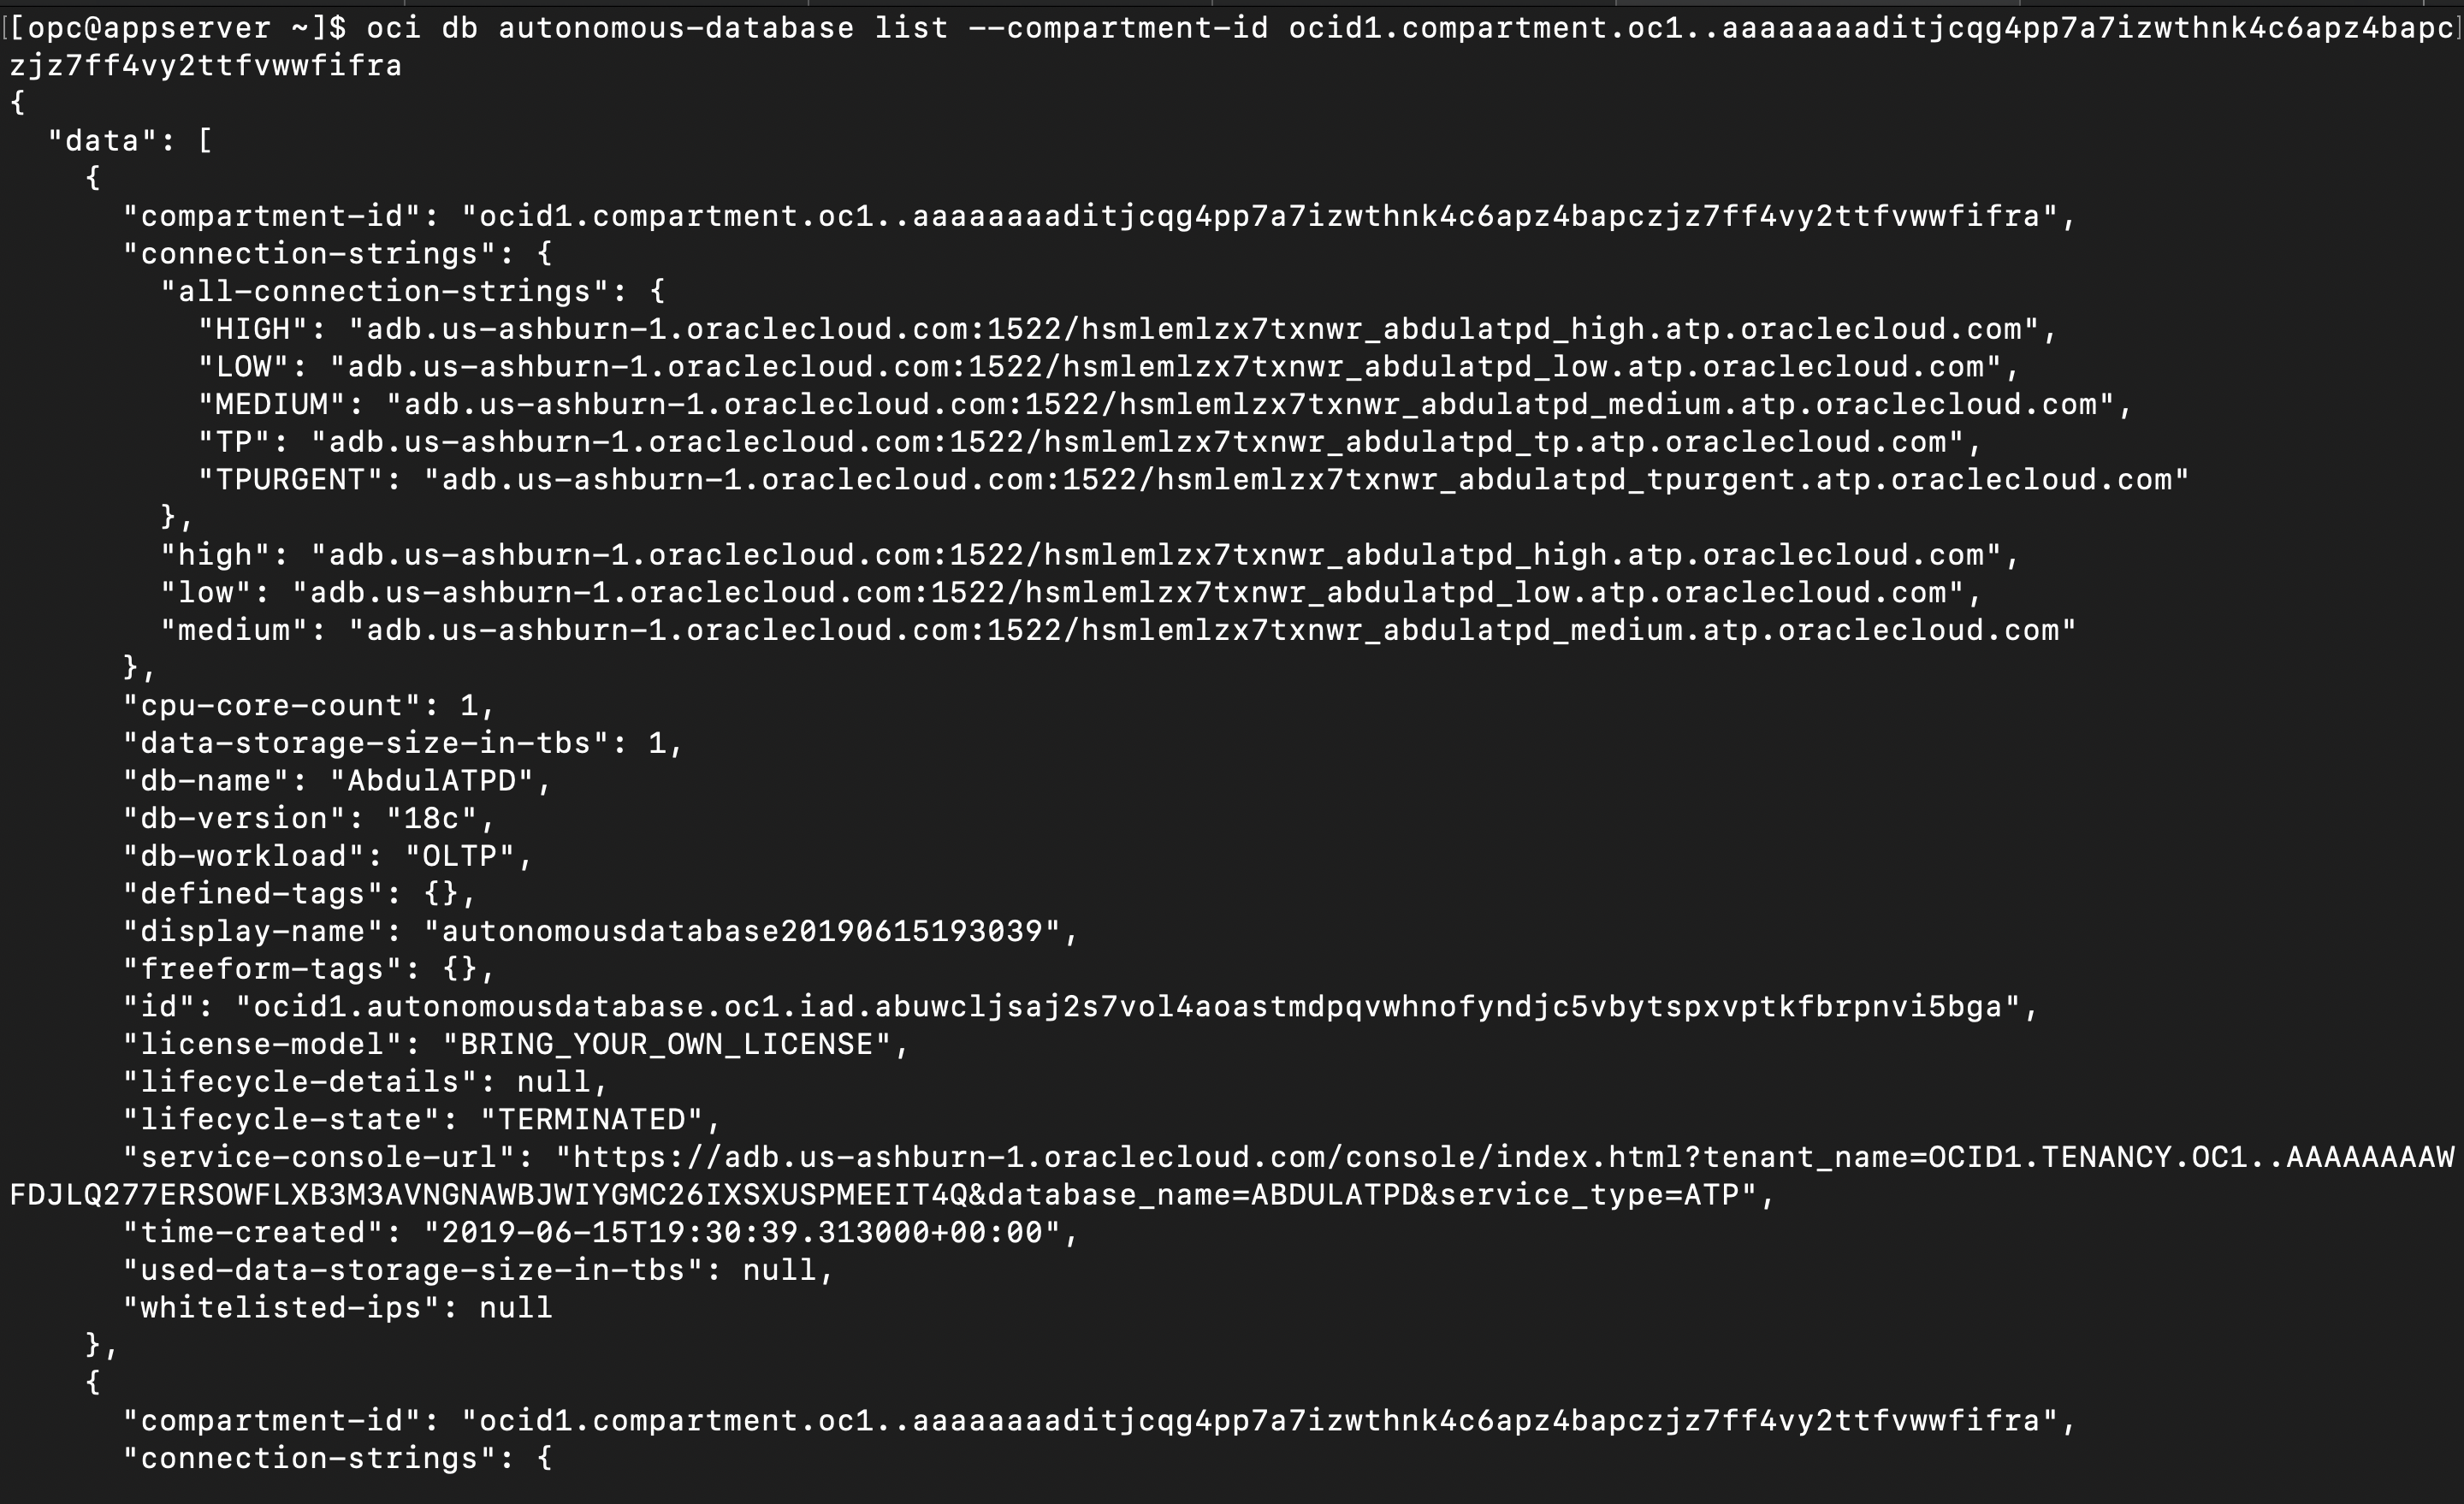 [opc@appserver ~]$ oci db autonomous-database list --compartment-id ocid1.compartment.oc1..aaaaaaaaditjcqg4pp7a7izwthnk4c6apz4bapc
zjz7ff4vy2ttfvwwfifra
{
  "data": [
    {
      "compartment-id": "ocid1.compartment.oc1..aaaaaaaaditjcqg4pp7a7izwthnk4c6apz4bapczjz7ff4vy2ttfvwwfifra",
      "connection-strings": {
        "all-connection-strings": {
          "HIGH": "adb.us-ashburn-1.oraclecloud.com:1522/hsmlemlzx7txnwr_abdulatpd_high.atp.oraclecloud.com",
          "LOW": "adb.us-ashburn-1.oraclecloud.com:1522/hsmlemlzx7txnwr_abdulatpd_low.atp.oraclecloud.com",
          "MEDIUM": "adb.us-ashburn-1.oraclecloud.com:1522/hsmlemlzx7txnwr_abdulatpd_medium.atp.oraclecloud.com",
          "TP": "adb.us-ashburn-1.oraclecloud.com:1522/hsmlemlzx7txnwr_abdulatpd_tp.atp.oraclecloud.com",
          "TPURGENT": "adb.us-ashburn-1.oraclecloud.com:1522/hsmlemlzx7txnwr_abdulatpd_tpurgent.atp.oraclecloud.com"
        },
        "high": "adb.us-ashburn-1.oraclecloud.com:1522/hsmlemlzx7txnwr_abdulatpd_high.atp.oraclecloud.com",
        "low": "adb.us-ashburn-1.oraclecloud.com:1522/hsmlemlzx7txnwr_abdulatpd_low.atp.oraclecloud.com",
        "medium": "adb.us-ashburn-1.oraclecloud.com:1522/hsmlemlzx7txnwr_abdulatpd_medium.atp.oraclecloud.com"
      },
      "cpu-core-count": 1,
      "data-storage-size-in-tbs": 1,
      "db-name": "AbdulATPD",
      "db-version": "18c",
      "db-workload": "OLTP",
      "defined-tags": {},
      "display-name": "autonomousdatabase20190615193039",
      "freeform-tags": {},
      "id": "ocid1.autonomousdatabase.oc1.iad.abuwcljsaj2s7vol4aoastmdpqvwhnofyndjc5vbytspxvptkfbrpnvi5bga",
      "license-model": "BRING_YOUR_OWN_LICENSE",
      "lifecycle-details": null,
      "lifecycle-state": "TERMINATED",
      "service-console-url": "https://adb.us-ashburn-1.oraclecloud.com/console/index.html?tenant_name=OCID1.TENANCY.OC1..AAAAAAAAW
FDJLQ277ERSOWFLXB3M3AVNGNAWBJWIYGMC26IXSXUSPMEEIT4Q&database_name=ABDULATPD&service_type=ATP",
      "time-created": "2019-06-15T19:30:39.313000+00:00",
      "used-data-storage-size-in-tbs": null,
      "whitelisted-ips": null
    },
    {
      "compartment-id": "ocid1.compartment.oc1..aaaaaaaaditjcqg4pp7a7izwthnk4c6apz4bapczjz7ff4vy2ttfvwwfifra",
      "connection-strings": {